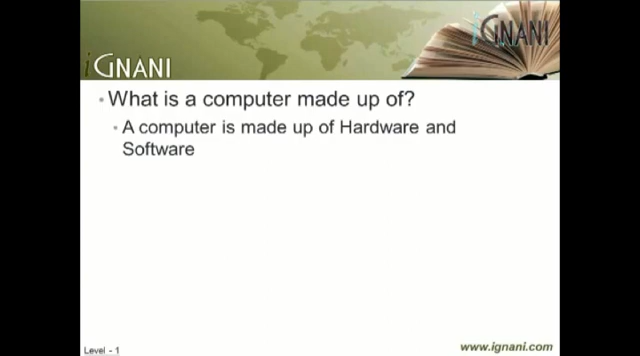 iGNANI
iGNANI
• What is a computer made up of?
• A computer is made up of Hardware and
Software
Level - 1
www.ignani.com